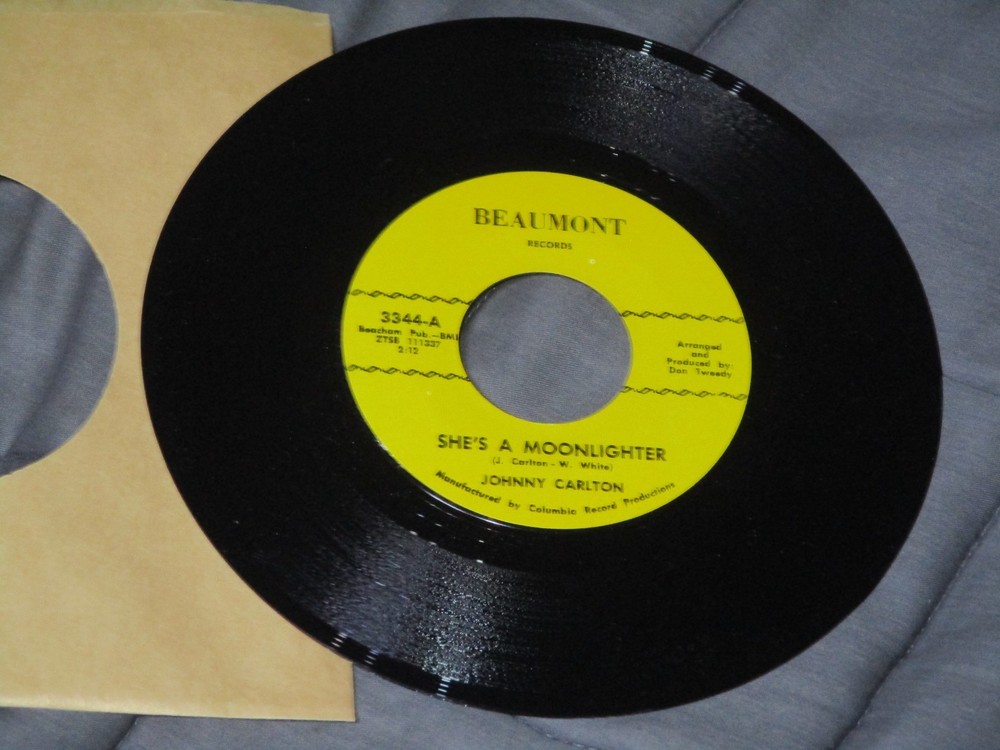 BEAUMONT
RECORDS
3344-A
Beacham Pub.-BMI
ZTSB 111337
2:12
Arranged
and
Produced by:
Don Tweedy
SHE'S A MOONLIGHTER
(J. Carlton - W. White)
JOHNNY CARLTON
Manufactured by Columbia Record Productions